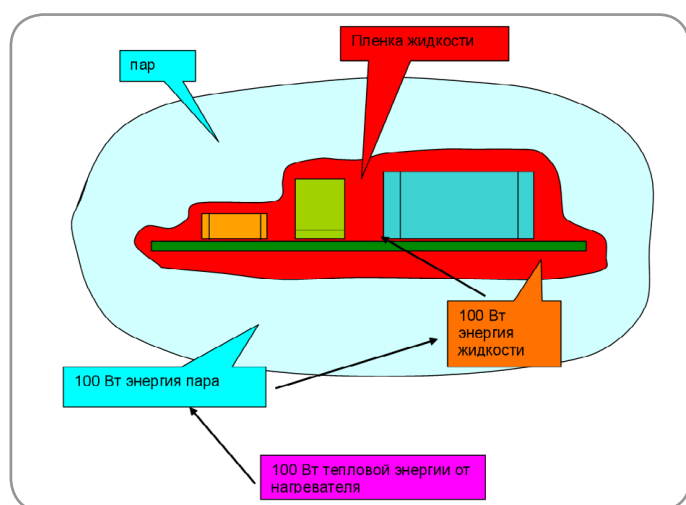 Пленка жидкости
пар
100 Вт
энергия
жидкости
100 Вт энергия пара
100 Вт тепловой энергии от
нагревателя